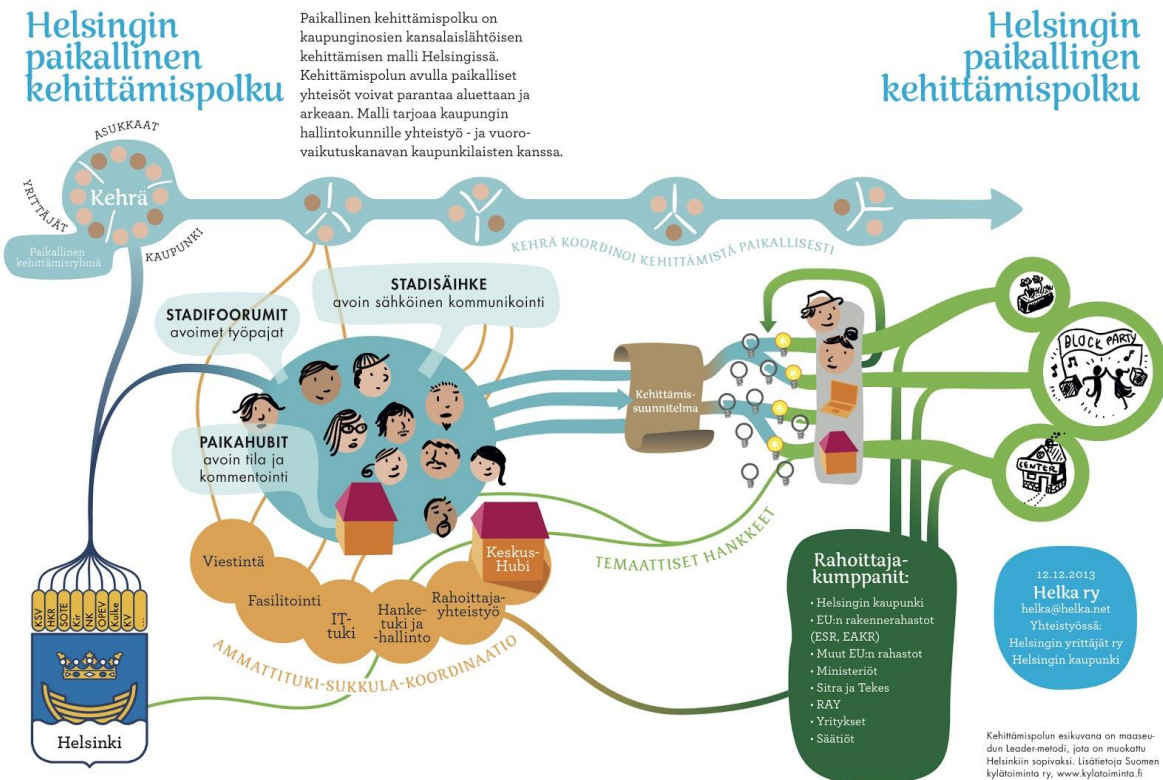 Helsingin
paikallinen
kehittämispolku
Paikallinen kehittämispolku on
kaupunginosien kansalaislähtöisen
kehittämisen malli Helsingissä.
Kehittämispolun avulla paikalliset
yhteisöt voivat parantaa aluettaan ja
arkeaan. Malli tarjoaa kaupungin
hallintokunnille yhteistyö - ja vuoro-
vaikutuskanavan kaupunkilaisten kanssa.
Helsingin
paikallinen
kehittämispolku
ASUKKAAT
YRITTÄJÄT
Kehrä
KAUPUNKI
Paikallinen
kehittämisryhmä
KEHRÄ KOORDINOI KEHITTÄMISTÄ PAIKALLISESTI
STADISÄIHKE
avoin sähköinen kommunikointi
STADIFOORUMIT
avoimet työpajat
PAIKAHUBIT
avoin tila ja
kommentointi
Kehittämis-
suunnitelma
BLOCK PARTY
CENTER
TEMAATTISET HANKKEET
Keskus-
Hubi
Viestintä
Fasilitointi
IT-
tuki
Hanke-
tuki ja
-hallinto
Rahoittaja-
yhteistyö
AMMATTITUKI-SUKKULA-KOORDINAATIO
KSV
HKR
SOTE
Kir
NK
OPEV
Kulke
KV
...
Helsinki
Rahoittaja-
kumppanit:
• Helsingin kaupunki
• EU:n rakennerahastot
(ESR, EAKR)
• Muut EU:n rahastot
• Ministeriöt
• Sitra ja Tekes
• RAY
• Yritykset
• Säätiöt
12.12.2013
Helka ry
helka@helka.net
Yhteistyössä:
Helsingin yrittäjät ry
Helsingin kaupunki
Kehittämispolun esikuvana on maaseu-
dun Leader-metodi, jota on muokattu
Helsinkiin sopivaksi. Lisätietoja Suomen
kylätoiminta ry, www.kylatoiminta.fi